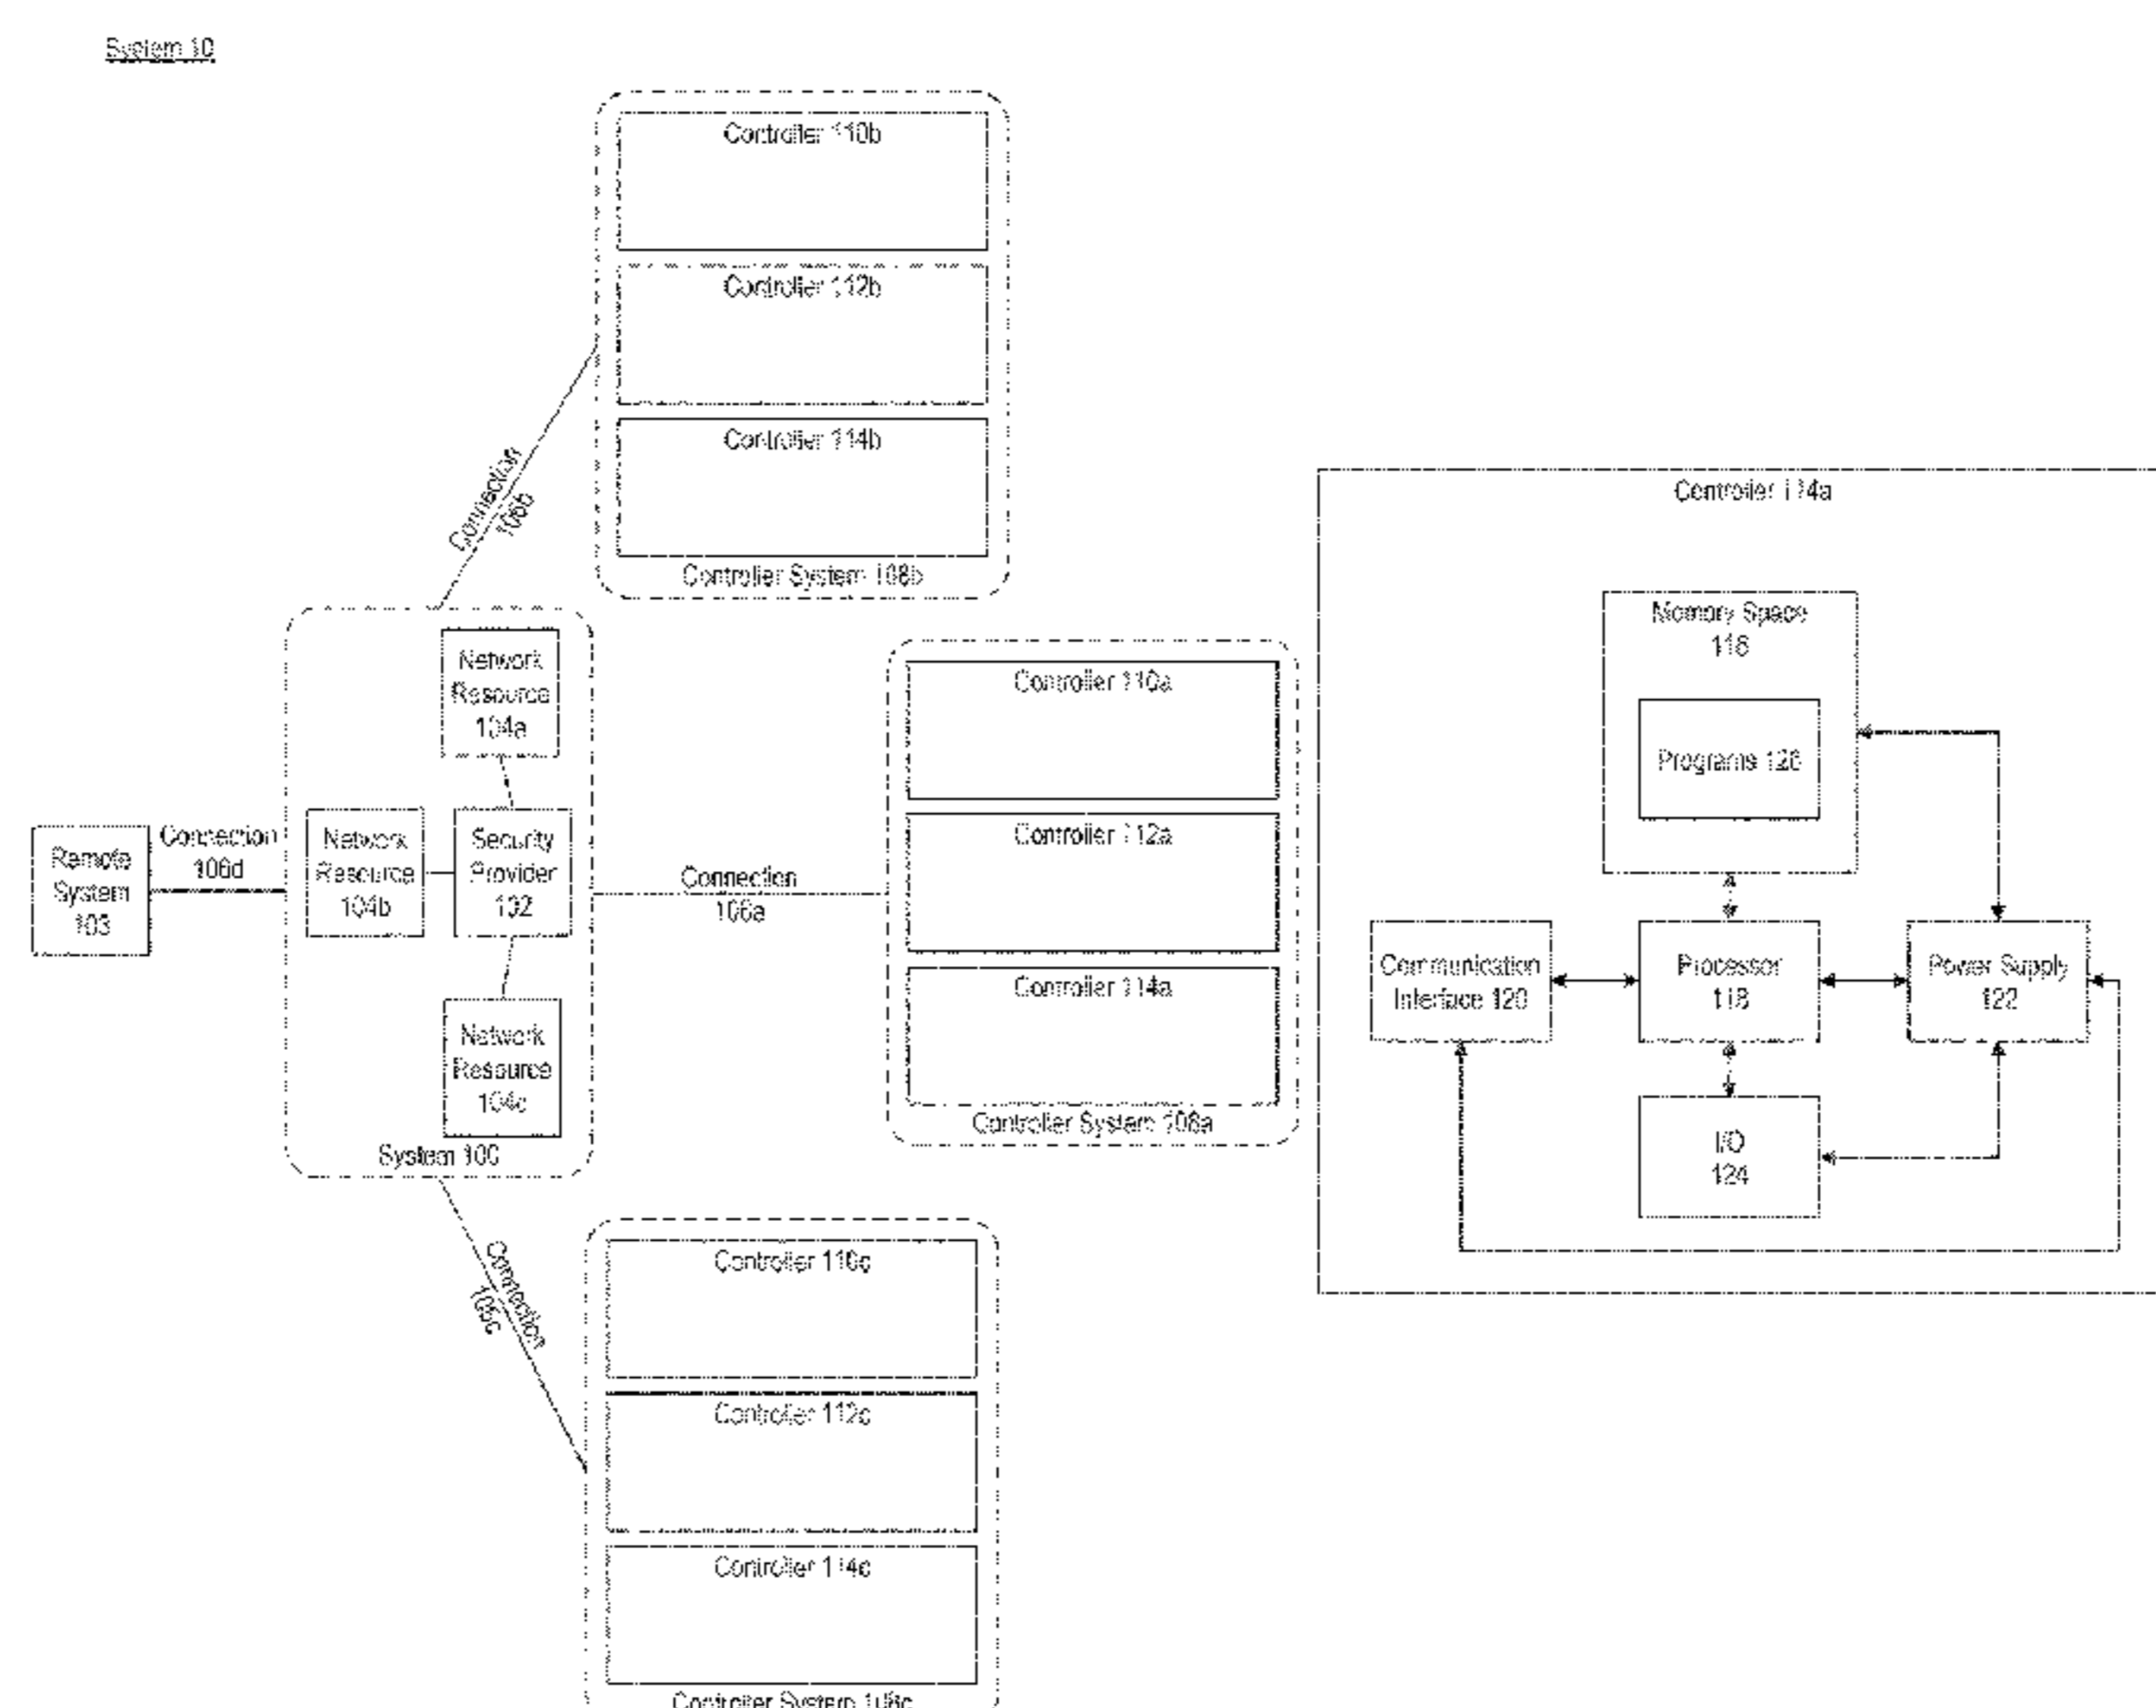 System 10
Controller 110b
Controller 112b
Controller 114b
Controller System 108b
Connection
106b
Network
Resource
104a
Remote
System
103
Connection
106d
Network
Resource
104b
Security
Provider
102
Network
Resource
104c
System 100
Connection
106a
Controller 110a
Controller 112a
Controller 114a
Controller System 108a
Connection
106c
Controller 110c
Controller 112c
Controller 114c
Controller System 108c
Controller 114a
Memory Space
116
Programs 126
Communication
Interface 120
Processor
118
Power Supply
122
I/O
124